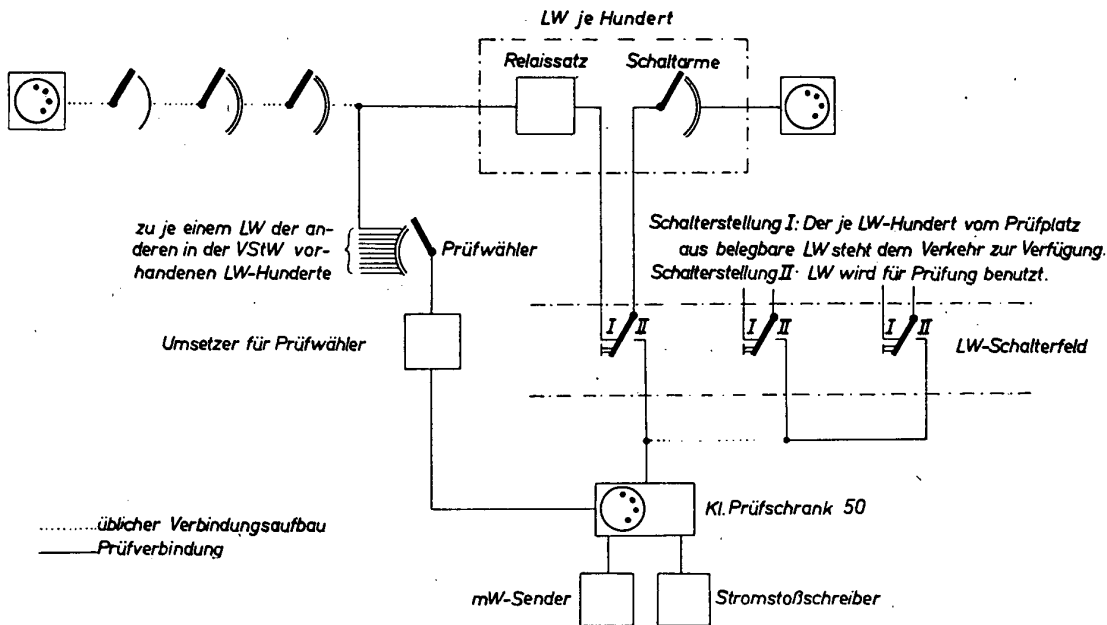 LW je Hundert
Relaissatz
Schaltarme
zu je einem LW der an-
deren in der VStW vor-
handenen LW-Hunderte
Prüfwähler
Schalterstellung I: Der je LW-Hundert vom Prüfplatz
aus belegbare LW steht dem Verkehr zur Verfügung.
Schalterstellung II: LW wird für Prüfung benutzt.
Umsetzer für Prüfwähler
I II
I II
I II
LW-Schalterfeld
Kl. Prüfschrank 50
üblicher Verbindungsaufbau
Prüfverbindung
mW-Sender
Stromstoßschreiber